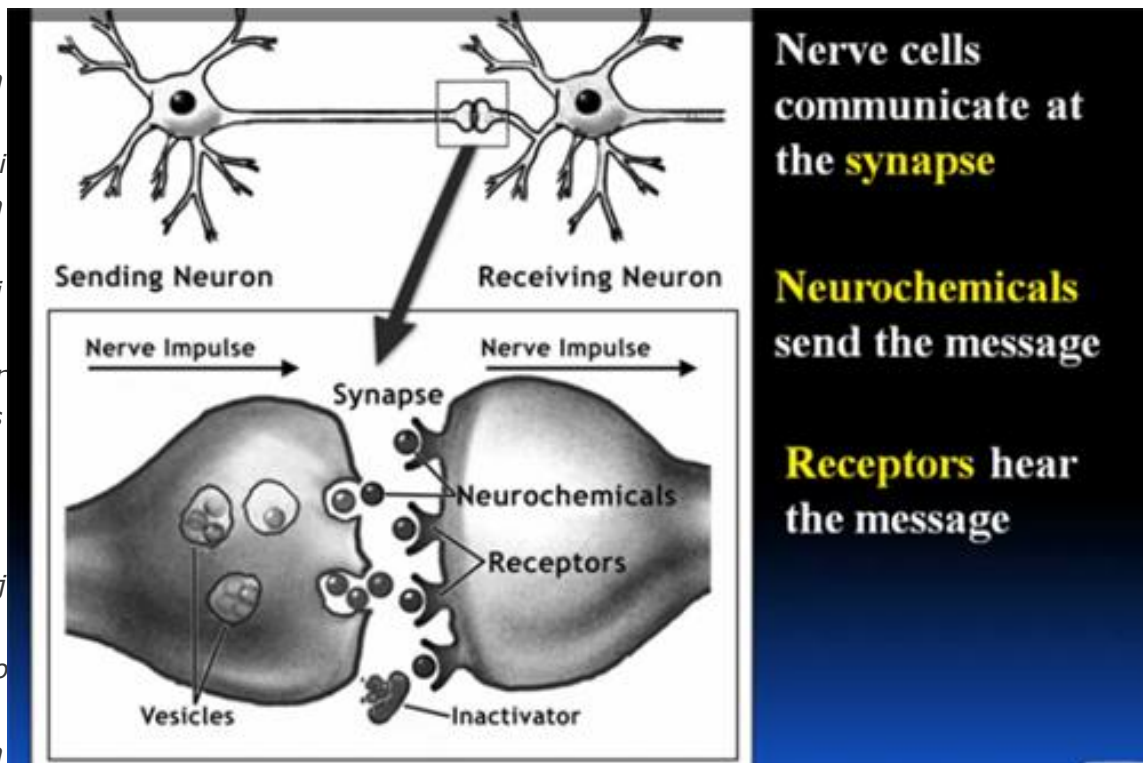 Sending Neuron
Receiving Neuron
Nerve Impulse
Nerve Impulse
Synapse
Neurochemicals
Receptors
Vesicles
Inactivator
Nerve cells
communicate at
the synapse
Neurochemicals
send the message
Receptors hear
the message